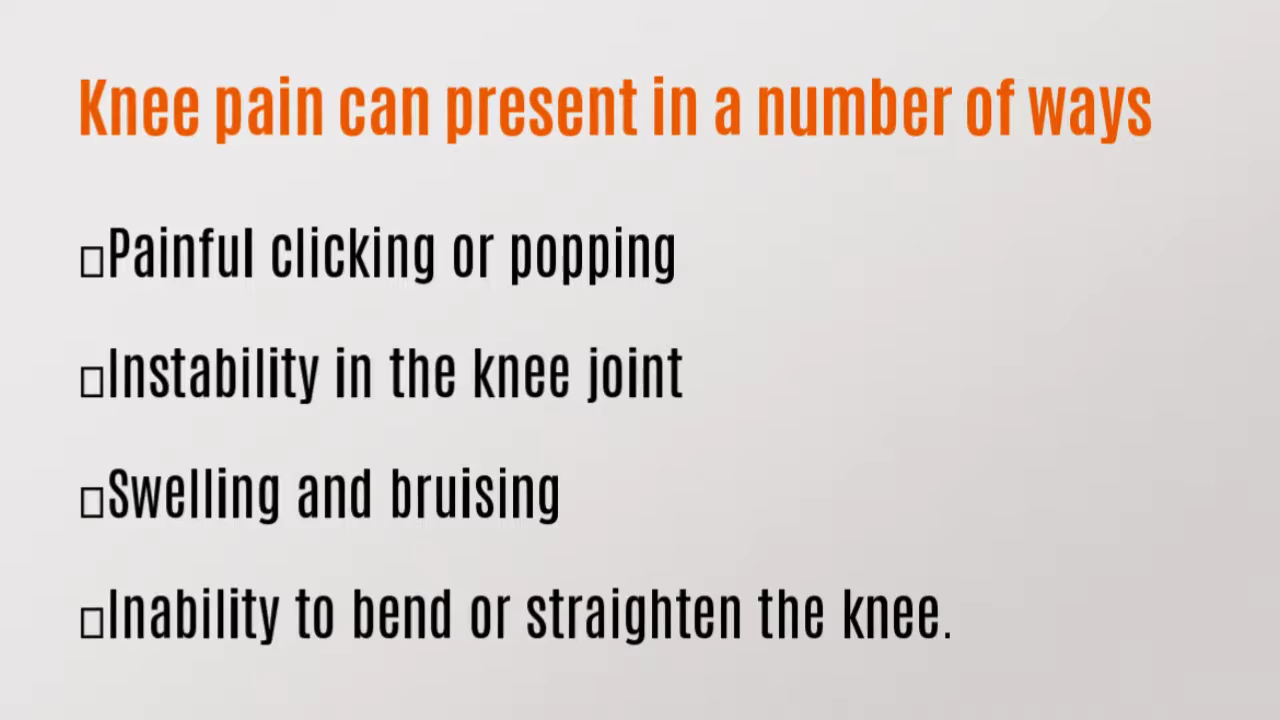 Knee pain can present in a number of ways
□Painful clicking or popping
□Instability in the knee joint
□Swelling and bruising
□Inability to bend or straighten the knee.